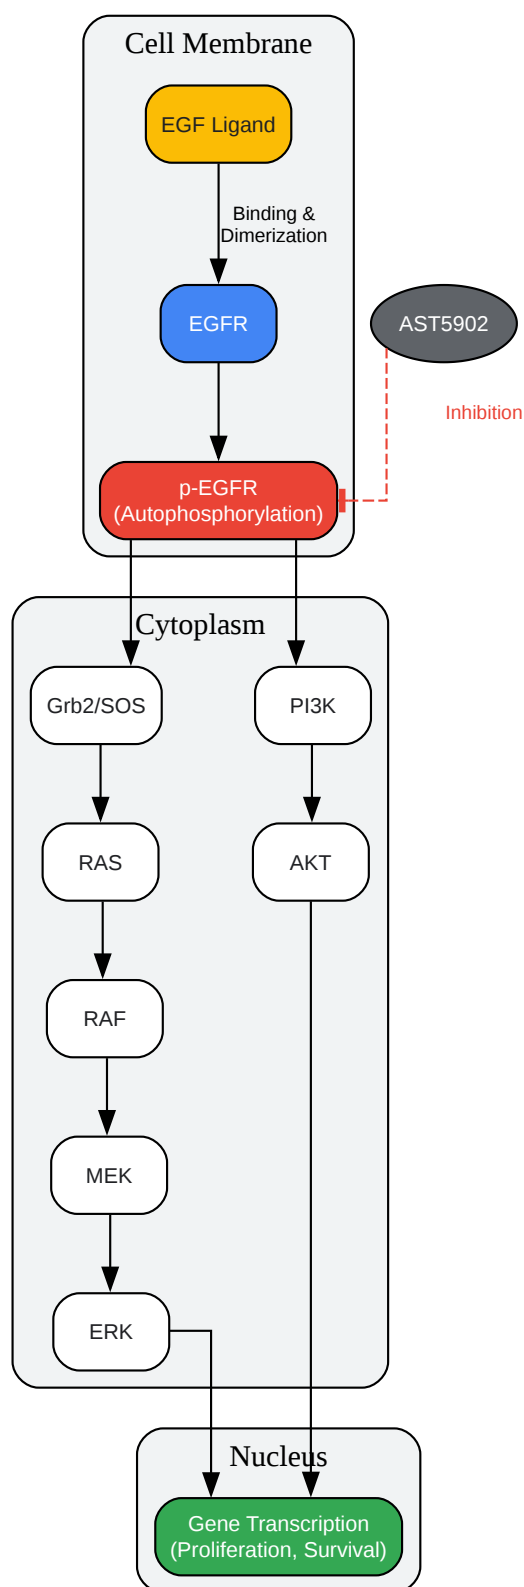 Cell Membrane
EGF Ligand
Binding &
Dimerization
EGFR
AST5902
Inhibition
p-EGFR
(Autophosphorylation)
Cytoplasm
Grb2/SOS
PI3K
RAS
AKT
RAF
MEK
ERK
Nucleus
Gene Transcription
(Proliferation, Survival)